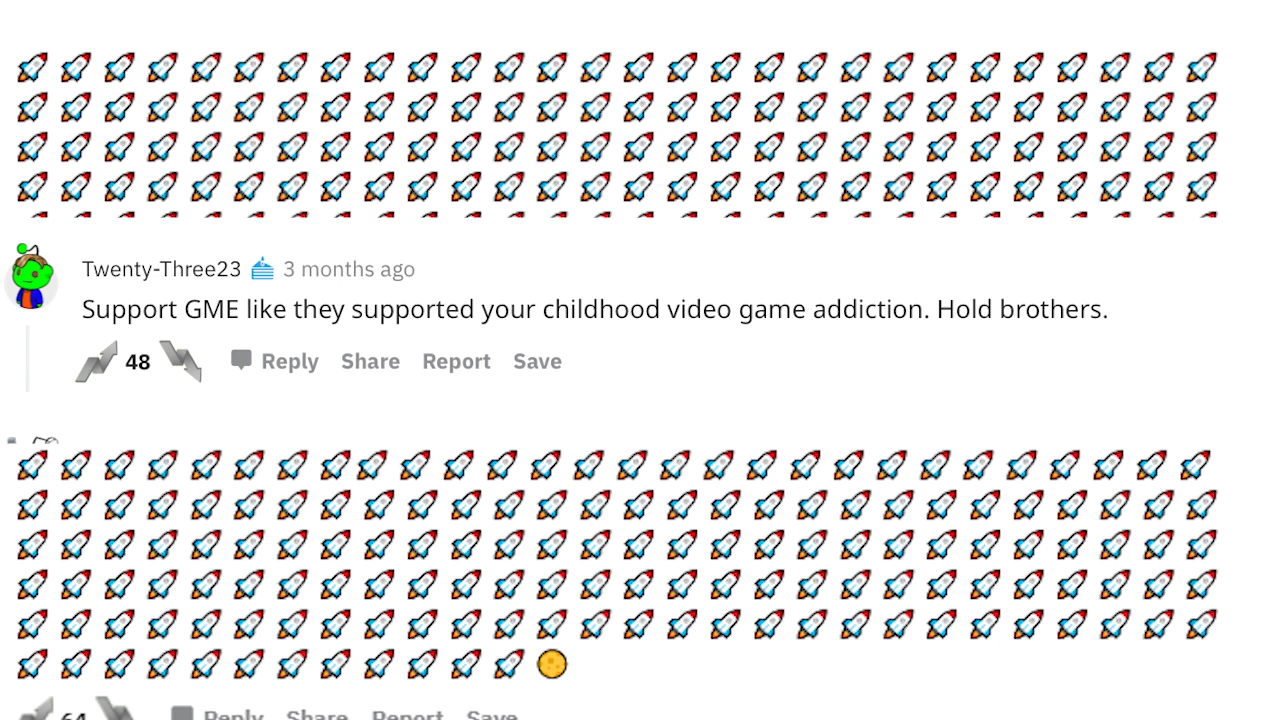 Twenty-Three23 3 months ago
Support GME like they supported your childhood video game addiction. Hold brothers.
48 Reply Share Report Save
64 Reply Share Report Save